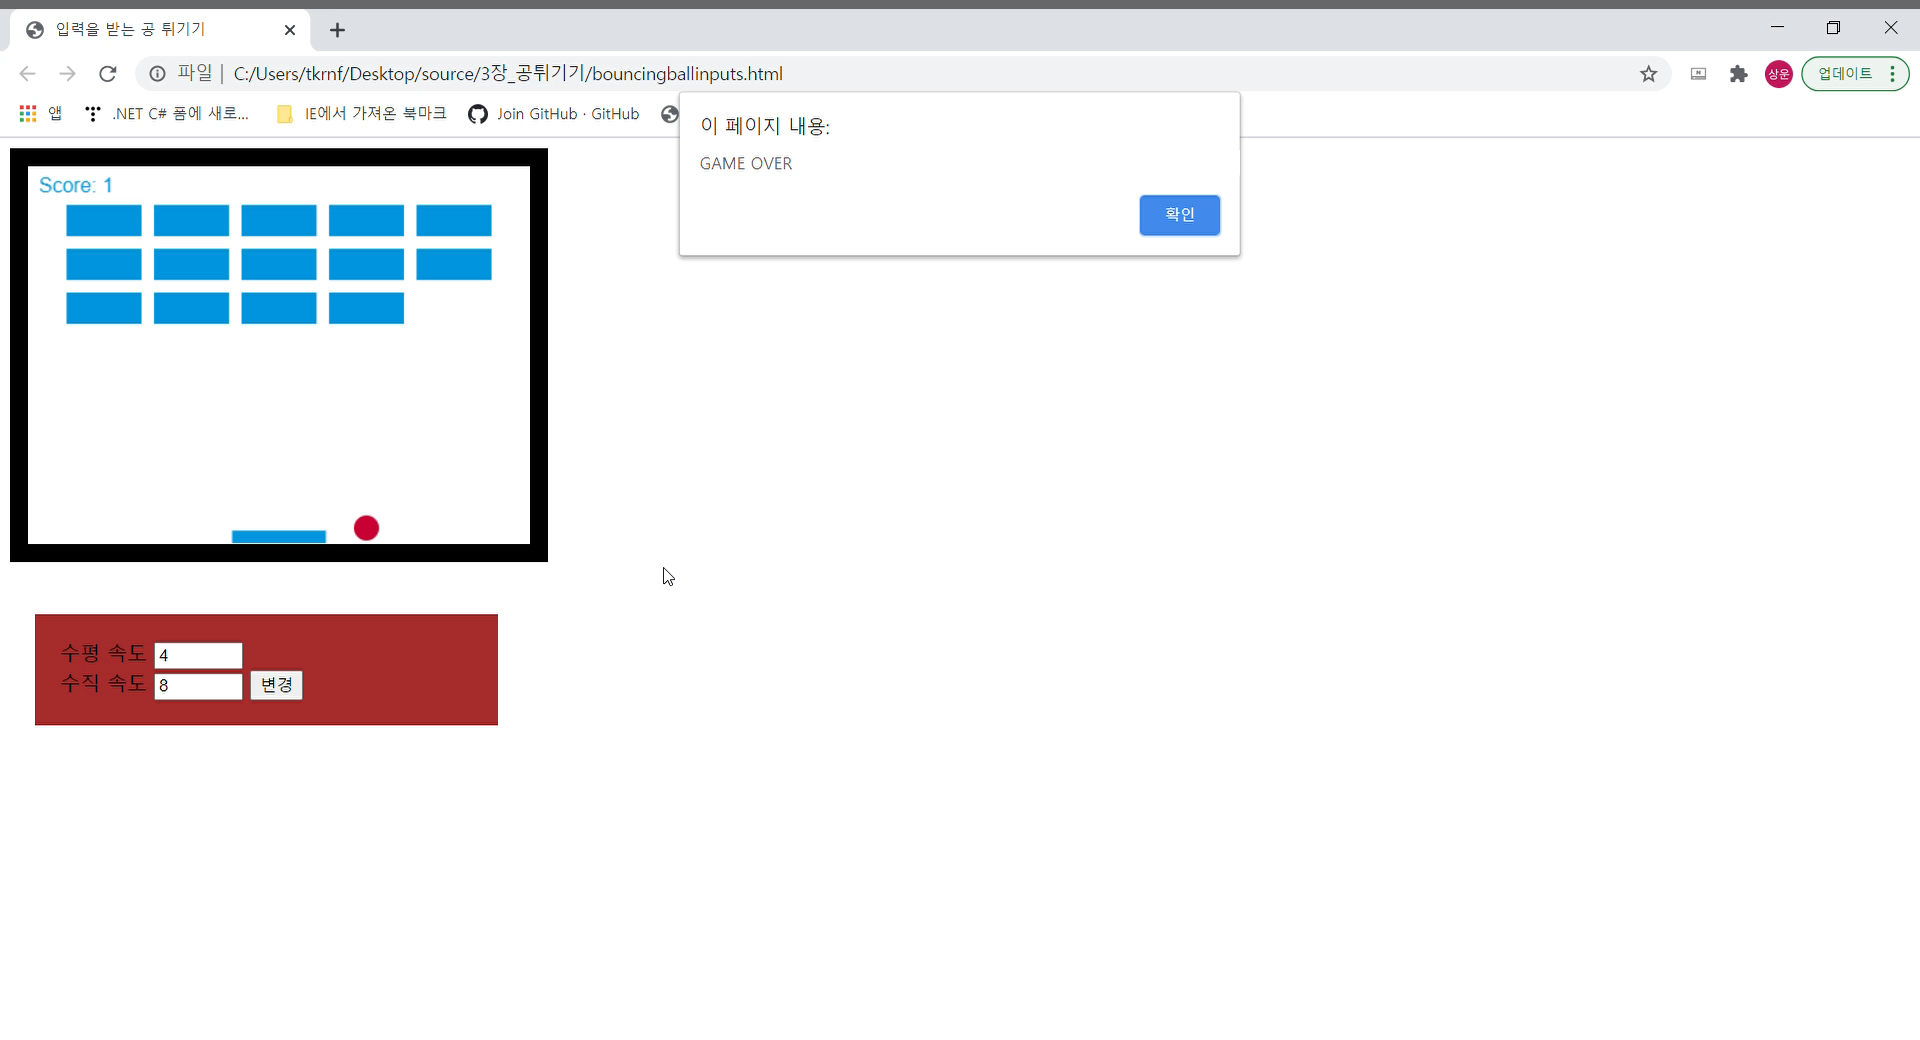 입력을 받는 공 튀기기
파일 | C:/Users/tkrnf/Desktop/source/3장_공튀기기/bouncingballinputs.html
상운
업데이트
앱
.NET C# 폼에 새로...
IE에서 가져온 북마크
Join GitHub · GitHub
이 페이지 내용:
GAME OVER
확인
Score: 1
수평 속도 4
수직 속도 8 변경